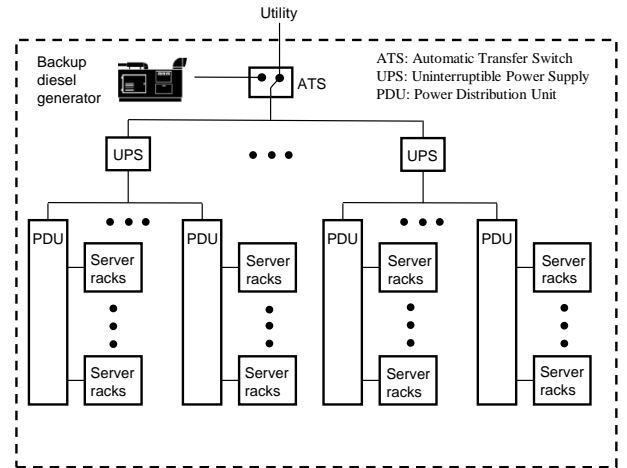 Utility
Backup
diesel
generator
ATS
ATS: Automatic Transfer Switch
UPS: Uninterruptible Power Supply
PDU: Power Distribution Unit
UPS
UPS
PDU
Server
racks
Server
racks
PDU
Server
racks
Server
racks
PDU
Server
racks
Server
racks
PDU
Server
racks
Server
racks